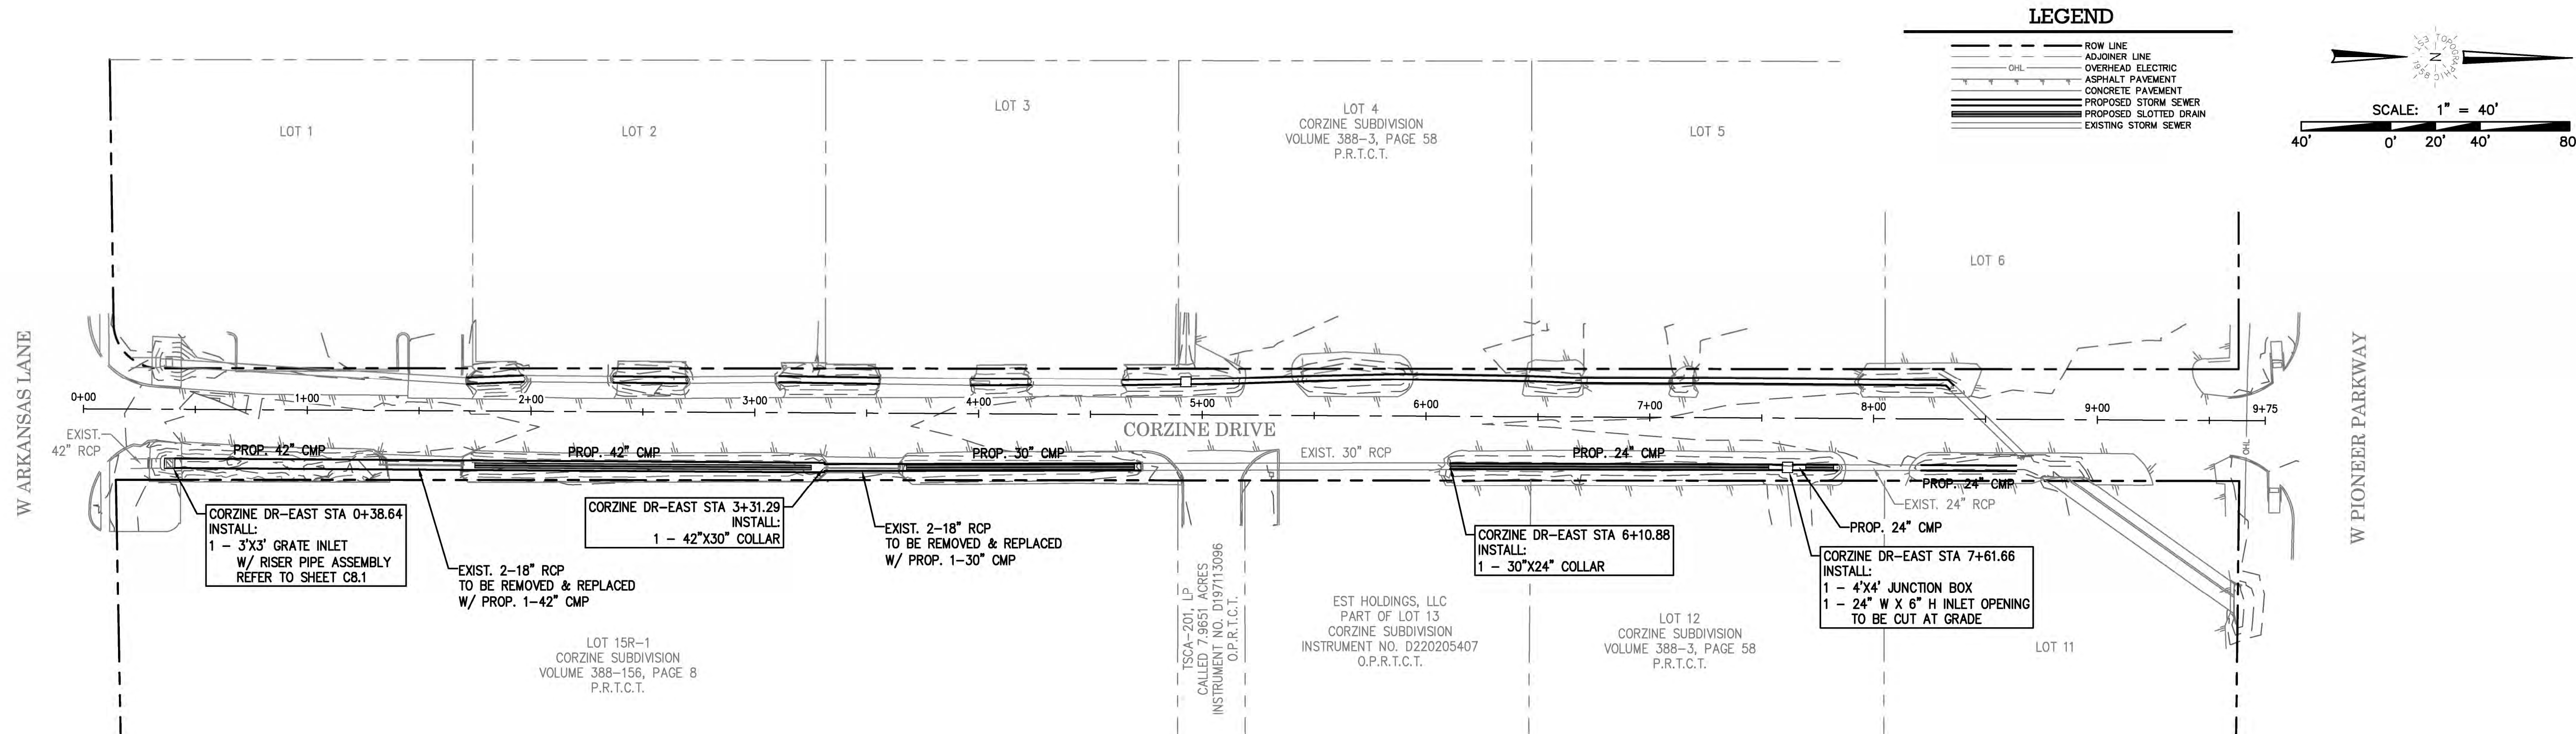 LEGEND
ROW LINE
ADJOINER LINE
OHL
OVERHEAD ELECTRIC
ASPHALT PAVEMENT
CONCRETE PAVEMENT
PROPOSED STORM SEWER
PROPOSED SLOTTED DRAIN
EXISTING STORM SEWER
EST TOPOGRAPHIC 1958
N
SCALE: 1" = 40'
40' 0' 20' 40' 80
LOT 1
LOT 2
LOT 3
LOT 4
CORZINE SUBDIVISION
VOLUME 388-3, PAGE 58
P.R.T.C.T.
LOT 5
LOT 6
W ARKANSAS LANE
0+00 1+00 2+00 3+00 4+00 5+00 6+00 7+00 8+00 9+00 9+75
CORZINE DRIVE
W PIONEER PARKWAY
OHL
EXIST.
42" RCP
PROP. 42" CMP
PROP. 42" CMP
PROP. 30" CMP
EXIST. 30" RCP
PROP. 24" CMP
PROP. 24" CMP
EXIST. 24" RCP
PROP. 24" CMP
CORZINE DR-EAST STA 0+38.64
INSTALL:
1 - 3'X3' GRATE INLET
W/ RISER PIPE ASSEMBLY
REFER TO SHEET C8.1
EXIST. 2-18" RCP
TO BE REMOVED & REPLACED
W/ PROP. 1-42" CMP
CORZINE DR-EAST STA 3+31.29
INSTALL:
1 - 42"X30" COLLAR
EXIST. 2-18" RCP
TO BE REMOVED & REPLACED
W/ PROP. 1-30" CMP
CORZINE DR-EAST STA 6+10.88
INSTALL:
1 - 30"X24" COLLAR
CORZINE DR-EAST STA 7+61.66
INSTALL:
1 - 4'X4' JUNCTION BOX
1 - 24" W X 6" H INLET OPENING
TO BE CUT AT GRADE
LOT 15R-1
CORZINE SUBDIVISION
VOLUME 388-156, PAGE 8
P.R.T.C.T.
TSCA-201, LP
CALLED 7.9651 ACRES
INSTRUMENT NO. D197113096
O.P.R.T.C.T.
EST HOLDINGS, LLC
PART OF LOT 13
CORZINE SUBDIVISION
INSTRUMENT NO. D220205407
O.P.R.T.C.T.
LOT 12
CORZINE SUBDIVISION
VOLUME 388-3, PAGE 58
P.R.T.C.T.
LOT 11